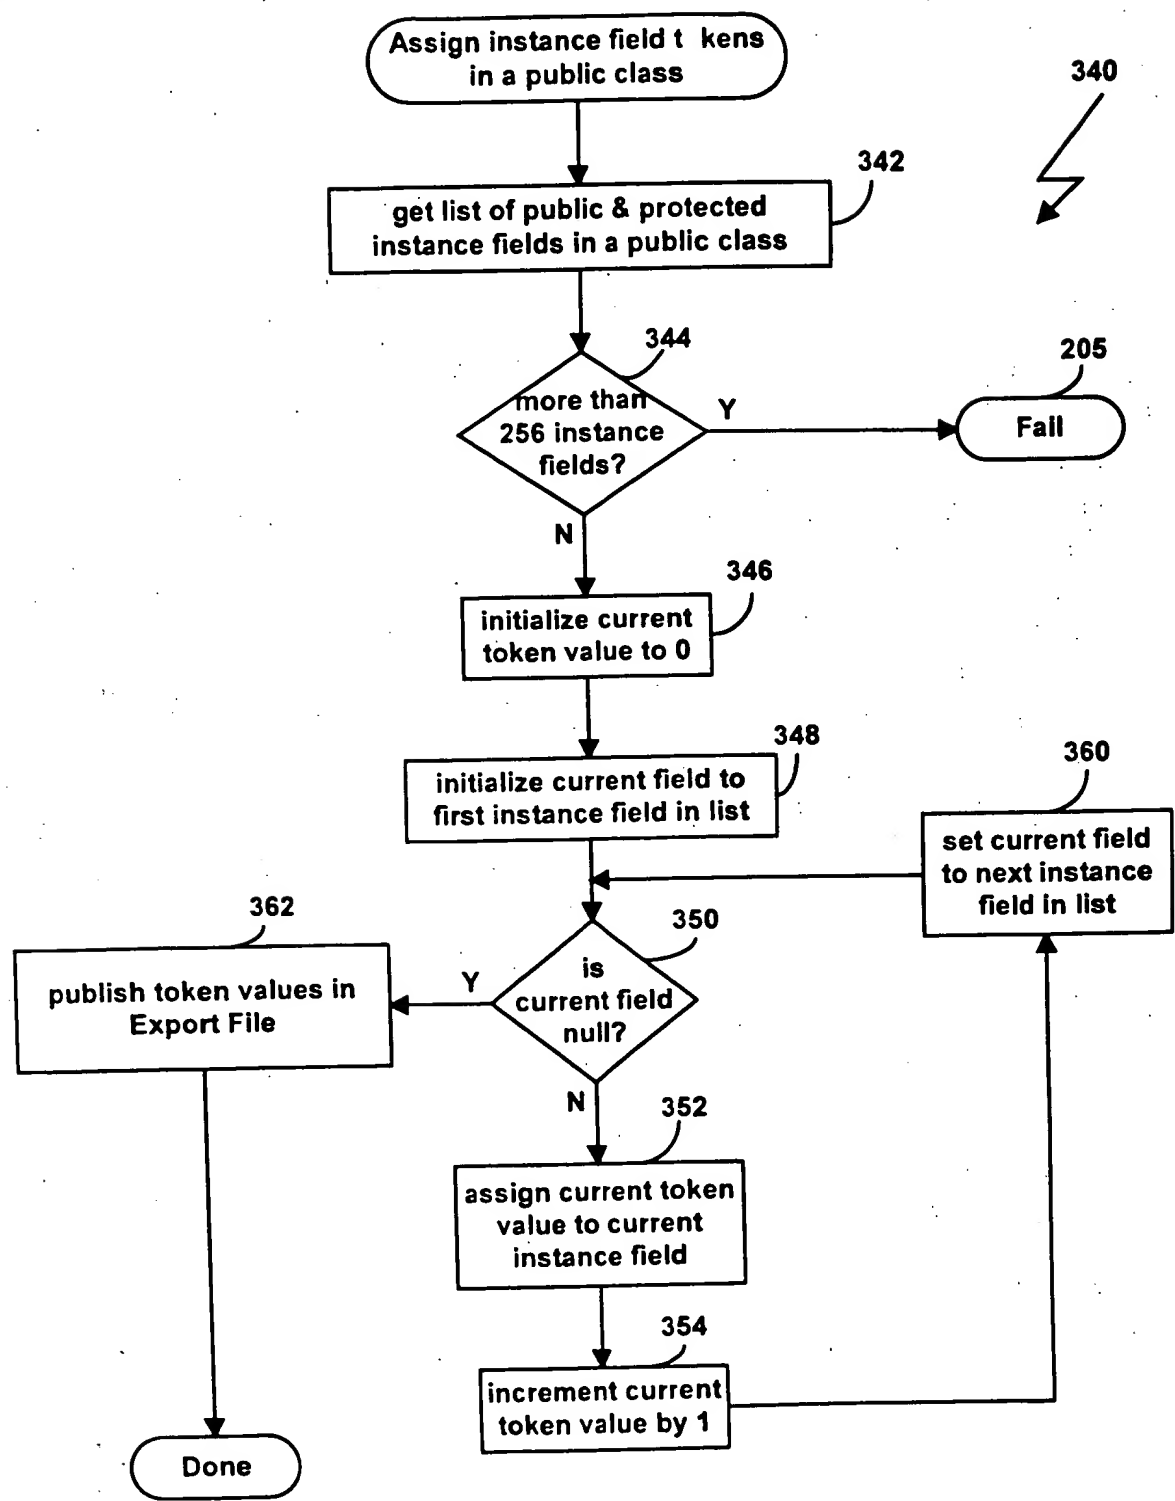 Assign instance field t kens
in a public class
340
342
get list of public & protected
instance fields in a public class
344
205
more than
256 instance
fields?
Y
Fail
N
346
initialize current
token value to 0
348
initialize current field to
first instance field in list
360
set current field
to next instance
field in list
362
publish token values in
Export File
350
is
current field
null?
Y
N
352
assign current token
value to current
instance field
354
increment current
token value by 1
Done